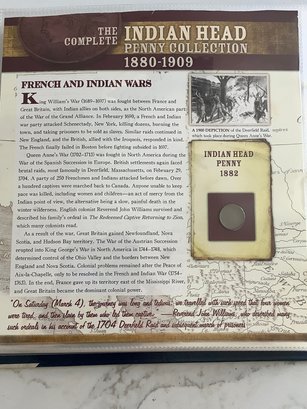 THE COMPLETE INDIAN HEAD
PENNY COLLECTION
1880-1909
FRENCH AND INDIAN WARS
King William's War (1689-1697) was fought between France and
Great Britain, with Indian allies on both sides, as the North American part
of the War of the Grand Alliance. In February 1690, a French and Indian
war party attacked Schenectady, New York, killing dozens, burning the
town, and taking prisoners to be sold as slaves. Similar raids continued in
New England, and the British, allied with the Iroquois, responded in kind.
The French finally failed in Boston before fighting subsided in 1697.
Queen Anne's War (1702-1713) was fought in North America during the
War of the Spanish Succession in Europe. British settlements again faced
brutal raids, most famously in Deerfield, Massachusetts, on February 29,
1704. A party of 250 Frenchmen and Indians attacked before dawn. Over
a hundred captives were marched back to Canada. Anyone unable to keep
pace was killed, including women and children—an act of mercy from the
Indian point of view, the alternative being a slow, painful death in the
winter wilderness. English colonist Reverend John Williams survived and
described his family's ordeal in The Redeemed Captive Returning to Zion,
which many colonists read.
As a result of the war, Great Britain gained Newfoundland, Nova
Scotia, and Hudson Bay territory. The War of the Austrian Succession
erupted into King George's War in North America in 1744-1748, which
determined control of the Ohio Valley and the borders between New
England and Nova Scotia. Colonial problems remained after the Peace of
Aix-la-Chapelle, only to be resolved in the French and Indian War (1754-
1763). In the end, France gave up its territory east of the Mississippi River,
and Great Britain became the dominant colonial power.
A 1900 DEPICTION of the Deerfield Raid,
which took place during Queen Anne's War.
INDIAN HEAD
PENNY
1882
"On Saturday (March 4), the journey was long and tedious; we travelled with such speed that four women
were tired, and then slain by them who led them captive." Reverend John Williams, who described many
such ordeals in his account of the 1704 Deerfield Raid and subsequent march of prisoners